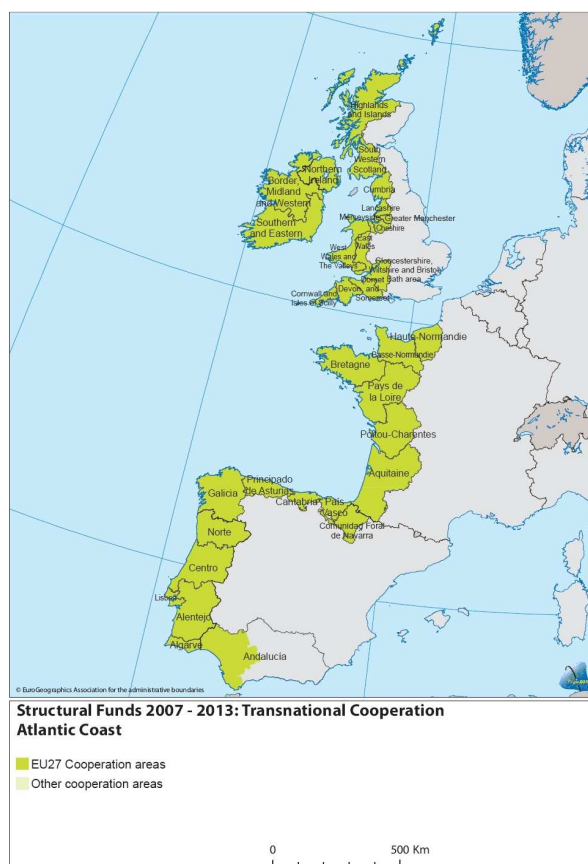 Highlands
and Islands
South
Western
Scotland
Northern
Ireland
Border,
Midland
and Western
Southern
and Eastern
Cumbria
Lancashire
Merseyside
Greater Manchester
Cheshire
East
Wales
West
Wales and
The Valleys
Gloucestershire,
Wiltshire and Bristol/
Bath area
Dorset
and
Somerset
Devon
Cornwall and
Isles of Scilly
Haute-Normandie
Basse-Normandie
Bretagne
Pays de
la Loire
Poitou-Charentes
Aquitaine
Principado
de Asturias
Galicia
Cantabria
País
Vasco
Comunidad Foral
de Navarra
Norte
Centro
Lisboa
Alentejo
Algarve
Andalucía
© EuroGeographics Association for the administrative boundaries
Structural Funds 2007 - 2013: Transnational Cooperation
Atlantic Coast
EU27 Cooperation areas
Other cooperation areas
0 500 Km